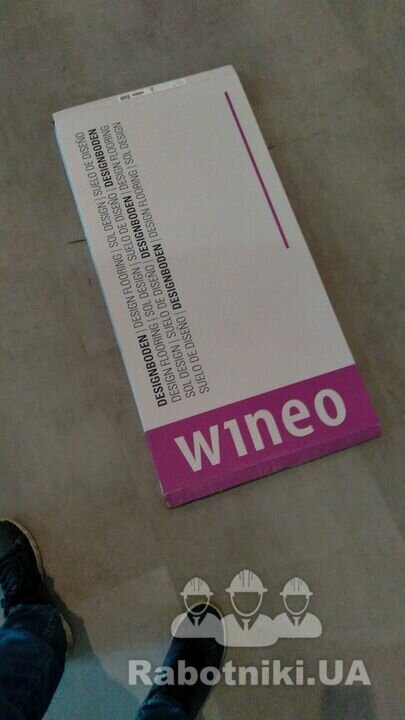 DESIGNBODEN | DESIGN FLOORING | SOL DESIGN | SUELO DE DISEÑO
DESIGN FLOORING | SOL DESIGN | SUELO DE DISEÑO | DESIGNBODEN
SOL DESIGN | SUELO DE DISEÑO | DESIGNBODEN | DESIGN FLOORING
SUELO DE DISEÑO | DESIGNBODEN | DESIGN FLOORING | SOL DESIGN
wineo
Rabotniki.UA